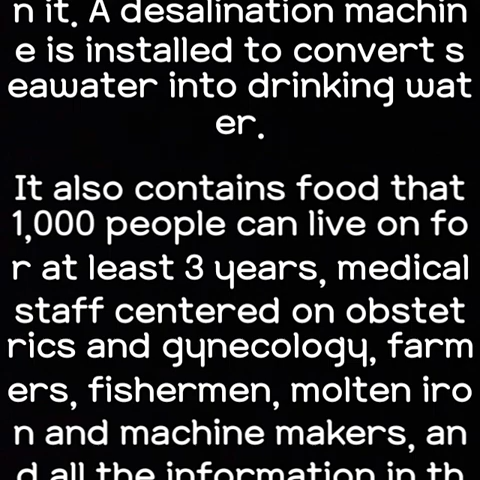 n it. A desalination machin
e is installed to convert s
eawater into drinking wat
er.
It also contains food that
1,000 people can live on fo
r at least 3 years, medical
staff centered on obstet
rics and gynecology, farm
ers, fishermen, molten iro
n and machine makers, an
d all the information in th